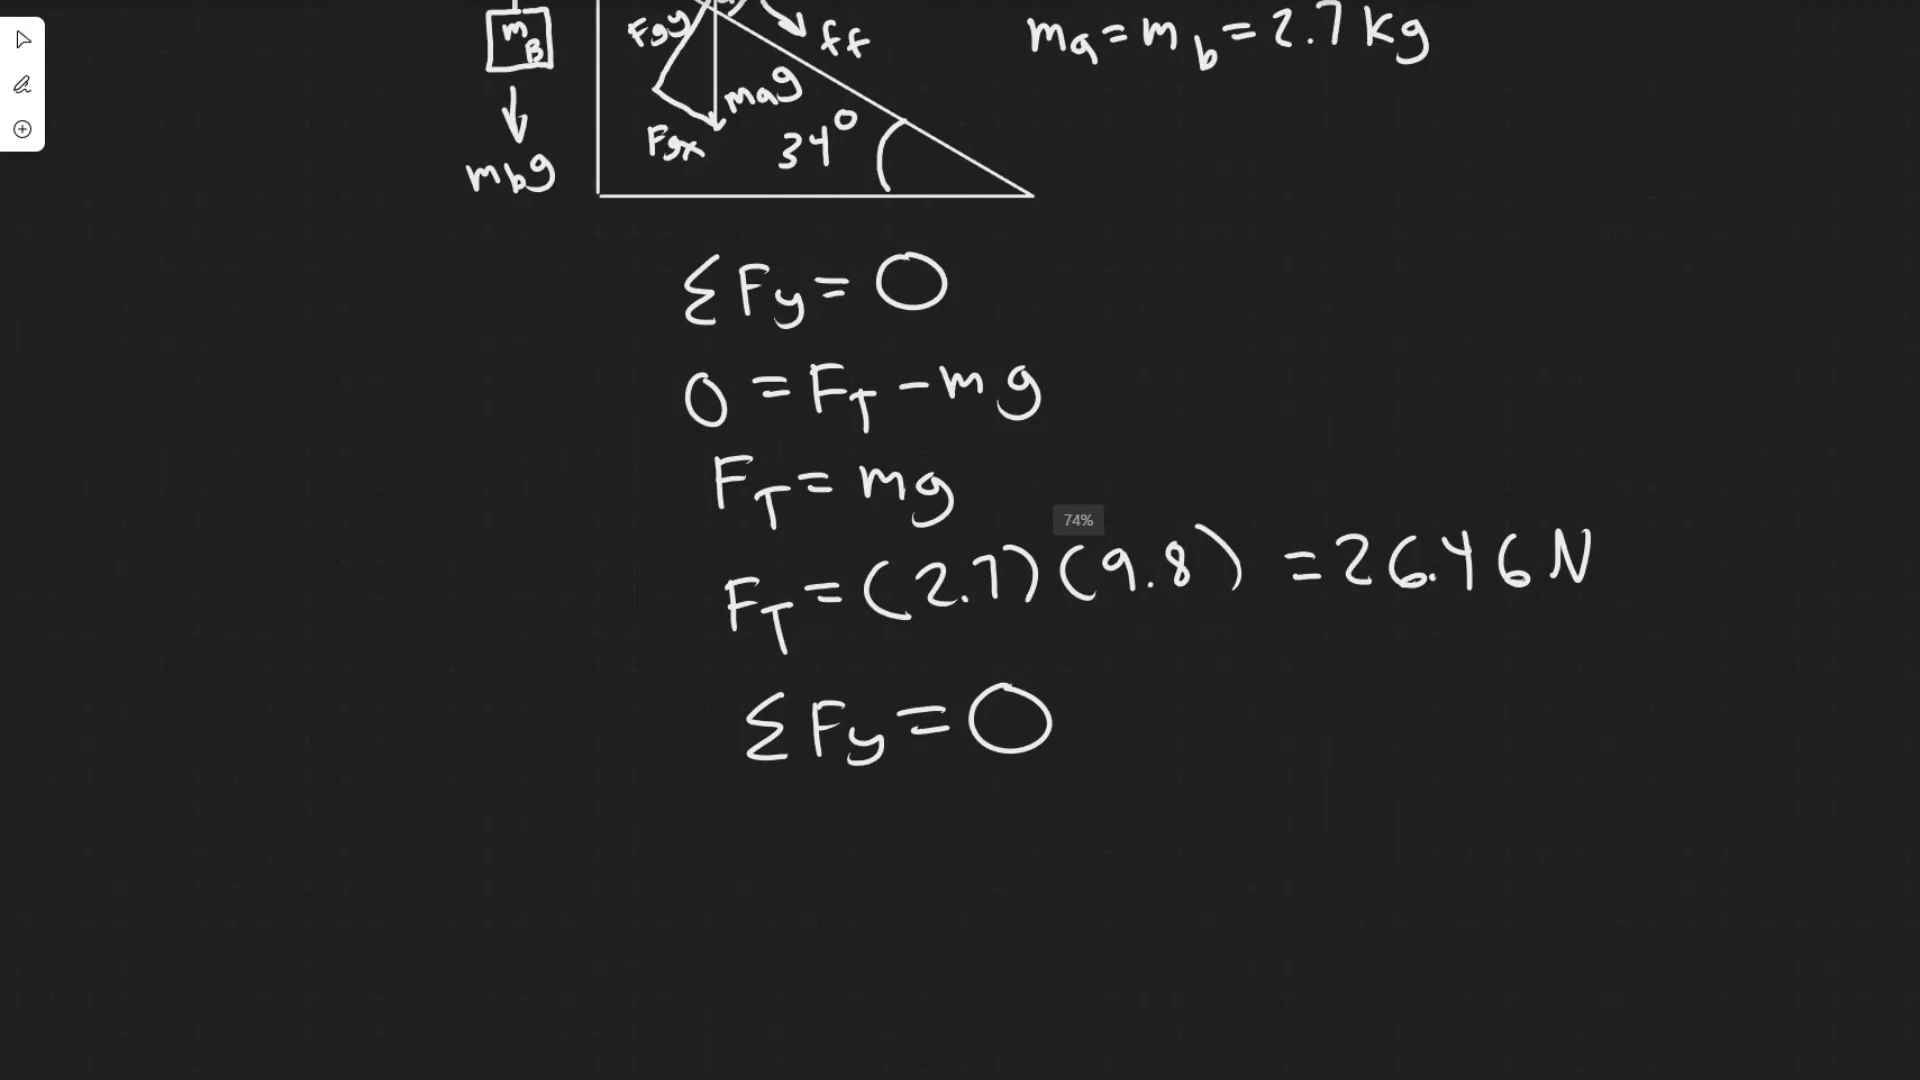 Fgy
ff
mB
mag
Fgx
34°
mbg
ma = mb = 2.7 kg
ΣFy = 0
0 = FT - mg
FT = mg
74%
FT = (2.7)(9.8) = 26.46 N
ΣFy = 0